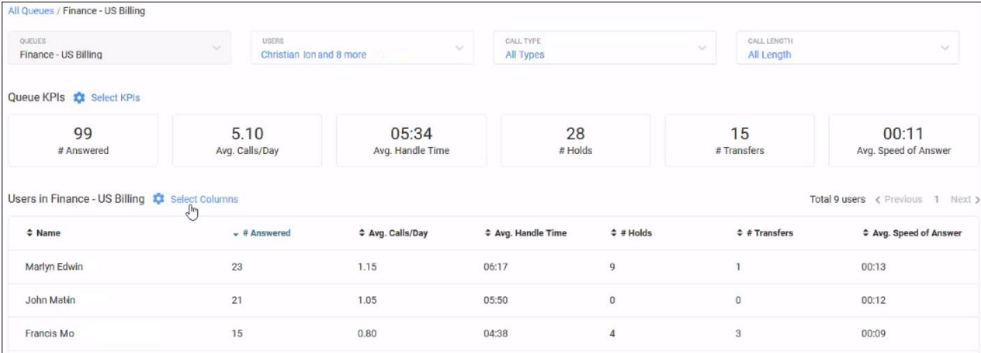 All Queues / Finance - US Billing
QUEUES USERS CALL TYPE CALL LENGTH
Finance - US Billing Christian Ion and 8 more All Types All Length
Queue KPIs Select KPIs
99 5.10 05:34 28 15 00:11
# Answered Avg. Calls/Day Avg. Handle Time # Holds # Transfers Avg. Speed of Answer
Users in Finance - US Billing Select Columns Total 9 users < Previous 1 Next >
Name # Answered Avg. Calls/Day Avg. Handle Time # Holds # Transfers Avg. Speed of Answer
Marlyn Edwin 23 1.15 06:17 9 1 00:13
John Matin 21 1.05 05:50 0 0 00:12
Francis Mo 15 0.80 04:38 4 3 00:09